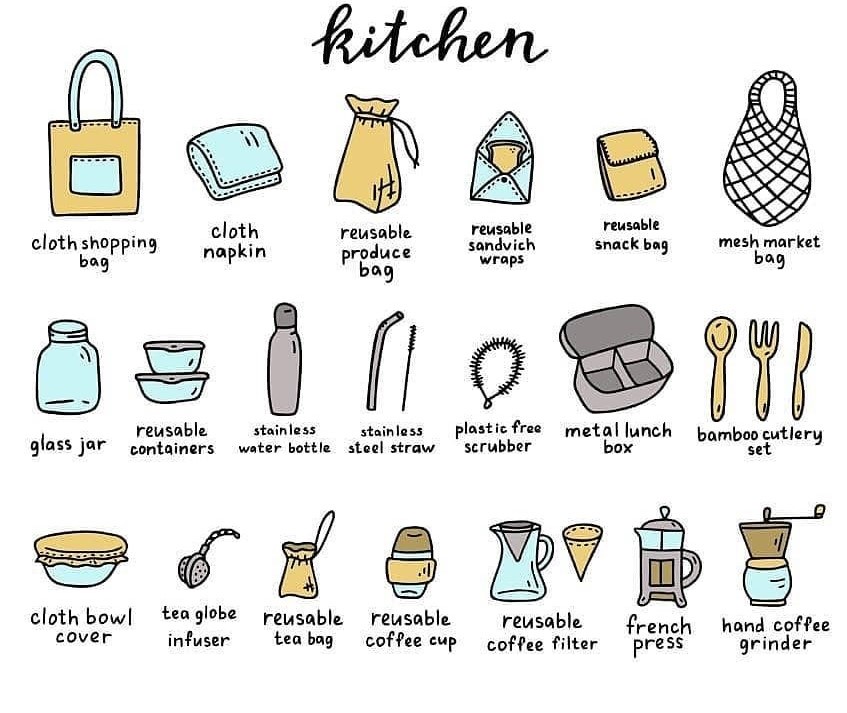 kitchen
cloth shopping
bag
cloth
napkin
reusable
produce
bag
reusable
sandwich
wraps
reusable
snack bag
mesh market
bag
glass jar
reusable
containers
stainless
water bottle
stainless
steel straw
plastic free
scrubber
metal lunch
box
bamboo cutlery
set
cloth bowl
cover
tea globe
infuser
reusable
tea bag
reusable
coffee cup
reusable
coffee filter
french
press
hand coffee
grinder